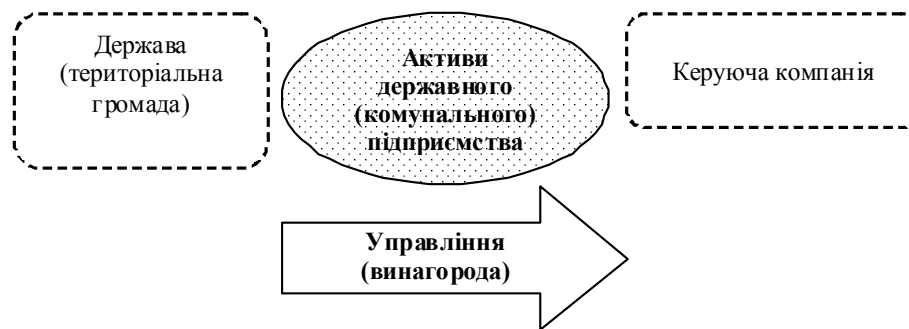 Держава
(територіальна
громада)
Активи
державного
(комунального)
підприємства
Керуюча компанія
Управління
(винагорода)